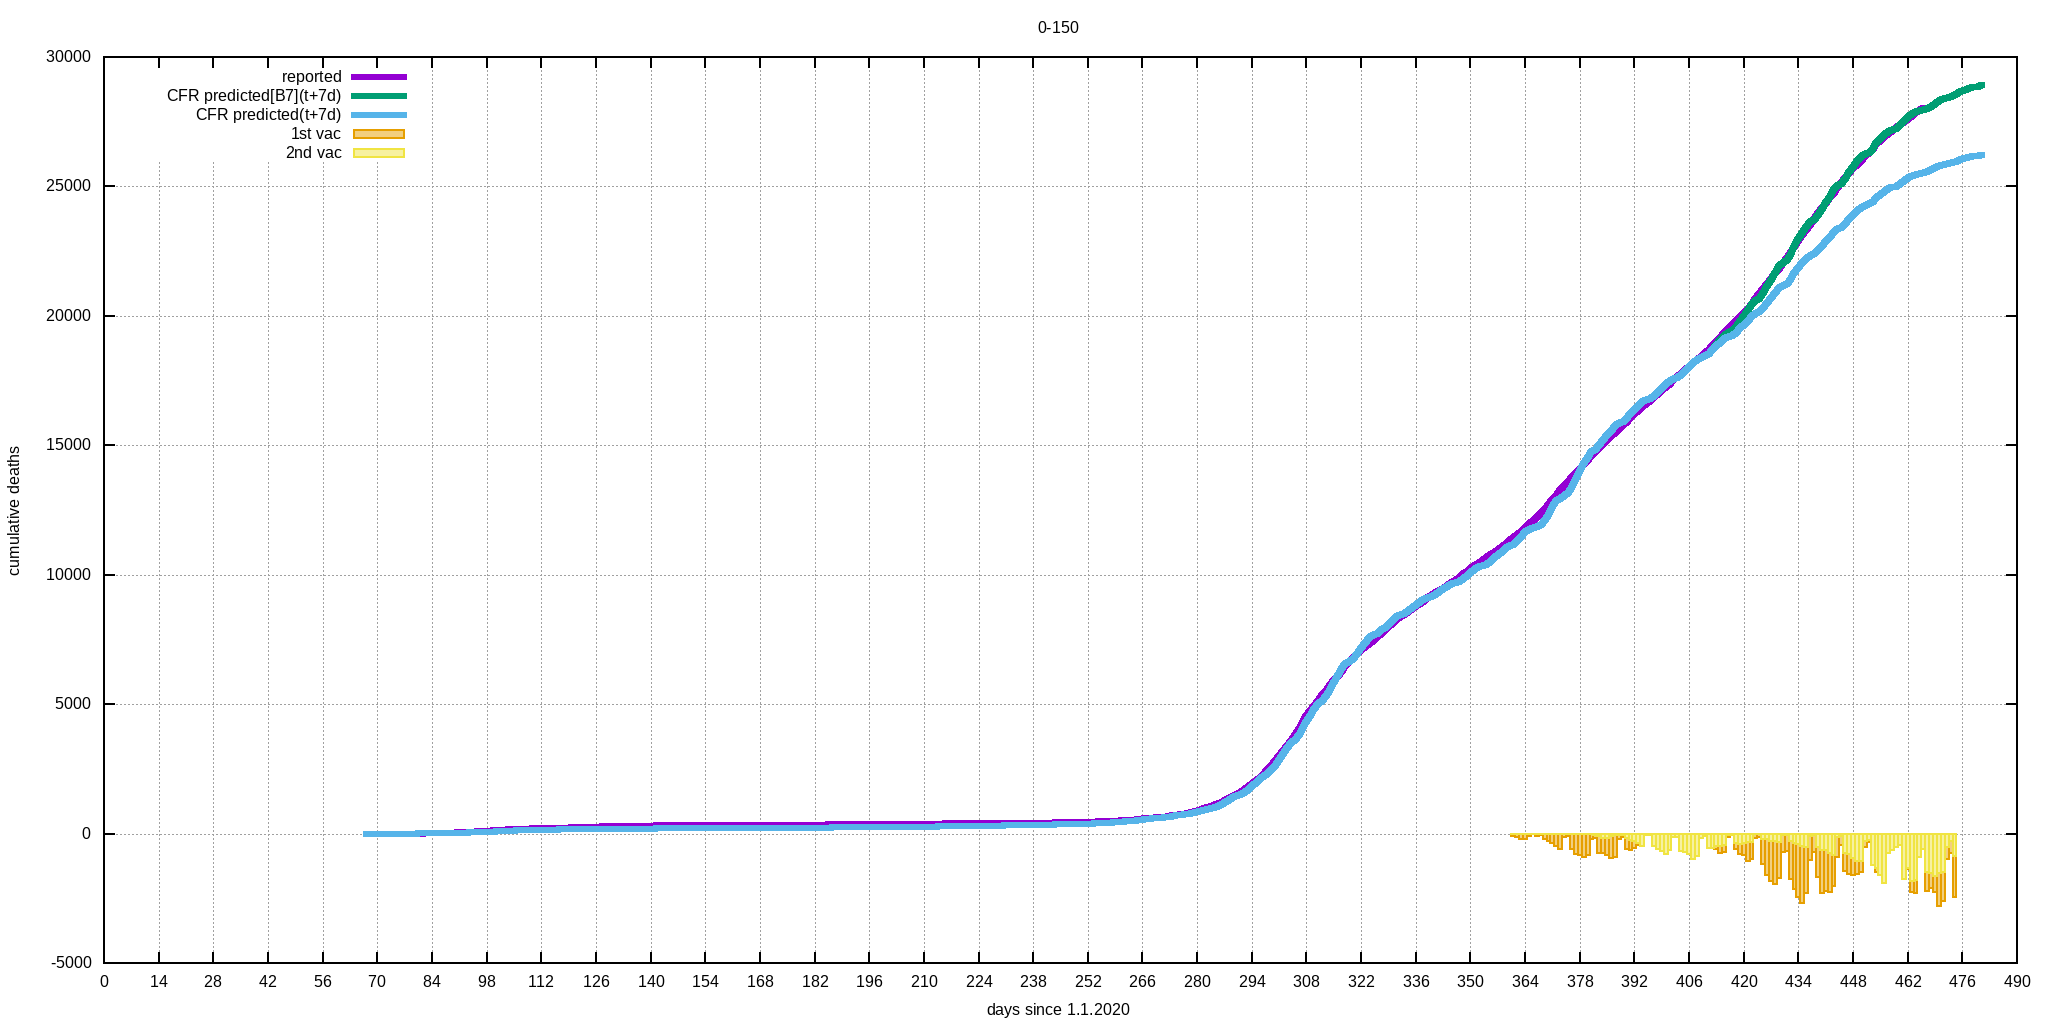 0-150
30000
25000
20000
15000
10000
5000
0
-5000
cumulative deaths
reported
CFR predicted[B7](t+7d)
CFR predicted(t+7d)
1st vac
2nd vac
0 14 28 42 56 70 84 98 112 126 140 154 168 182 196 210 224 238 252 266 280 294 308 322 336 350 364 378 392 406 420 434 448 462 476 490
days since 1.1.2020